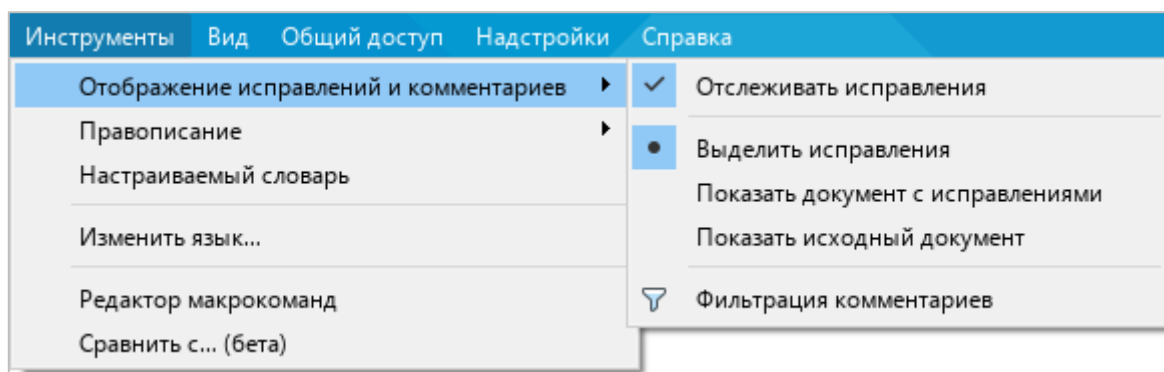 Инструменты Вид Общий доступ Надстройки Справка
Отображение исправлений и комментариев
Правописание
Настраиваемый словарь
Изменить язык...
Редактор макрокоманд
Сравнить с... (бета)
Отслеживать исправления
Выделить исправления
Показать документ с исправлениями
Показать исходный документ
Фильтрация комментариев